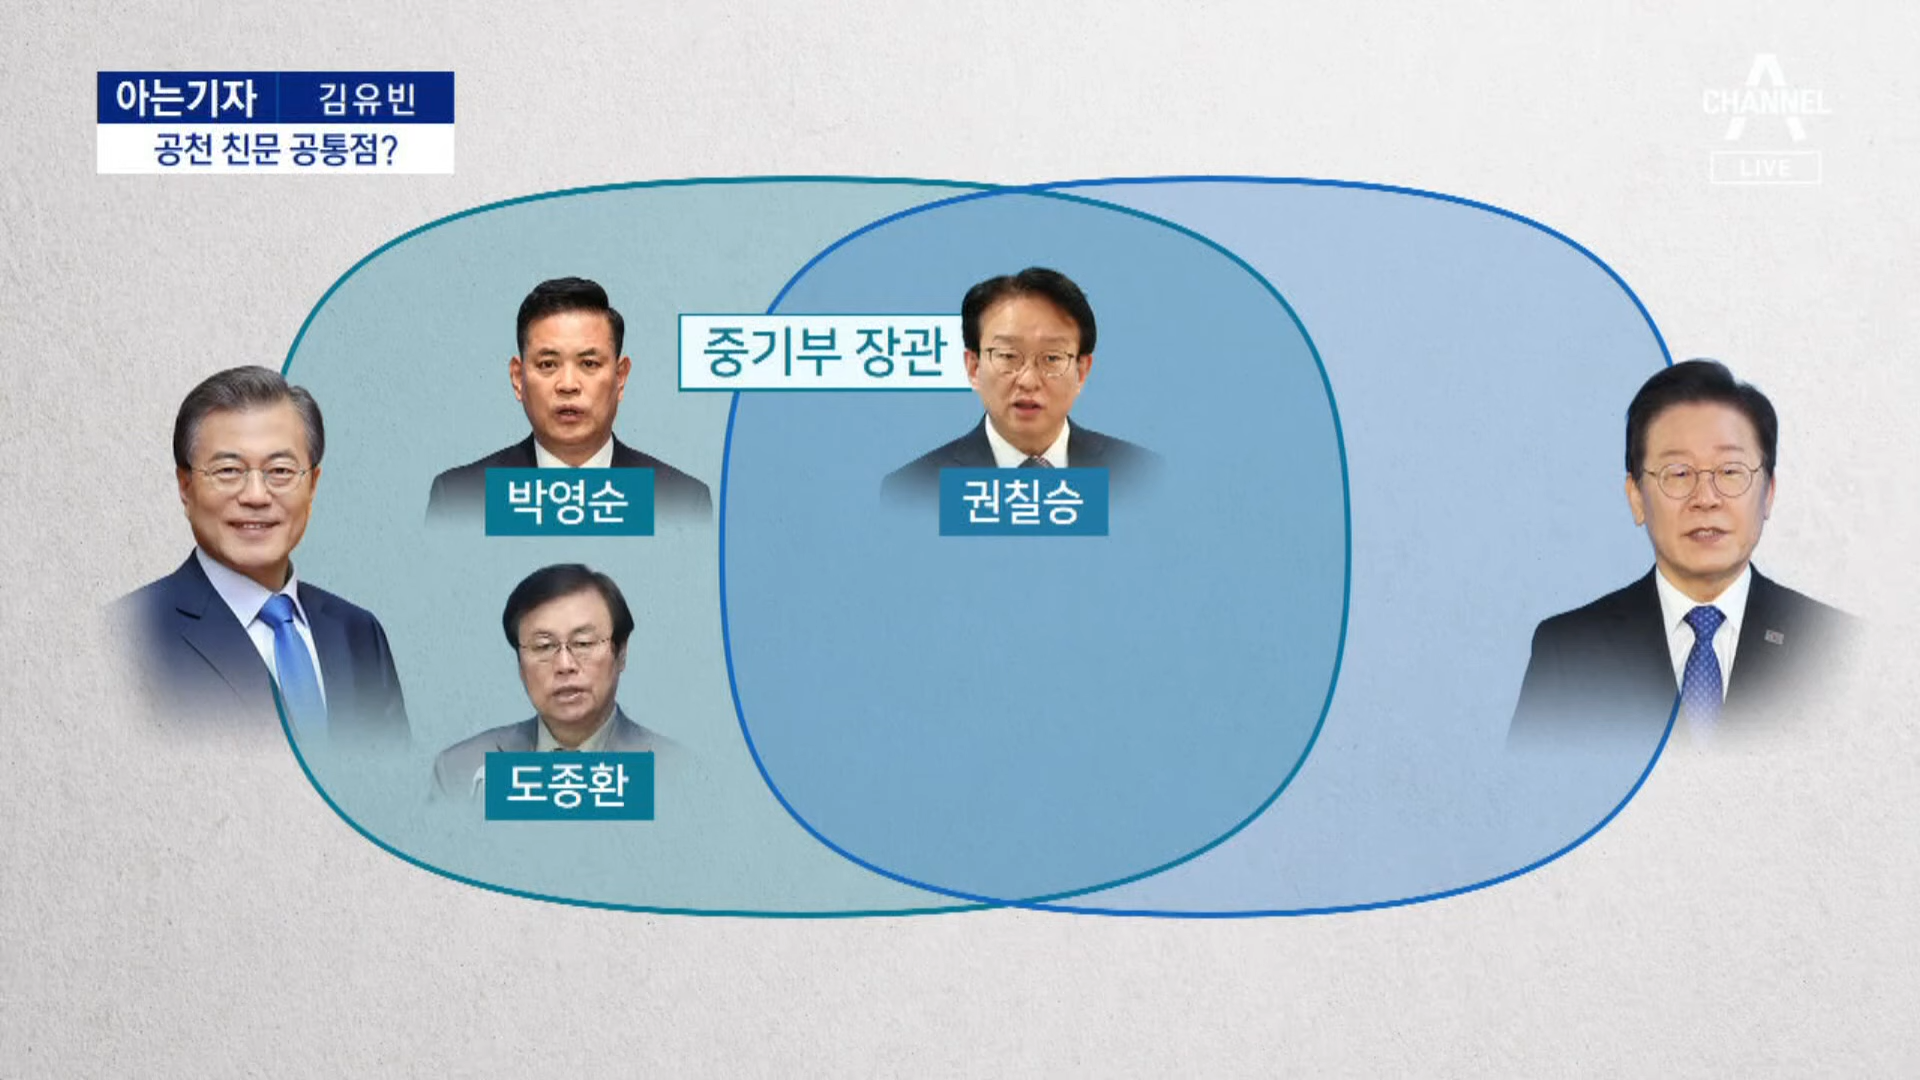 아는기자 김유빈
공천 친문 공통점?
CHANNEL A
LIVE
중기부 장관
박영순
권칠승
도종환